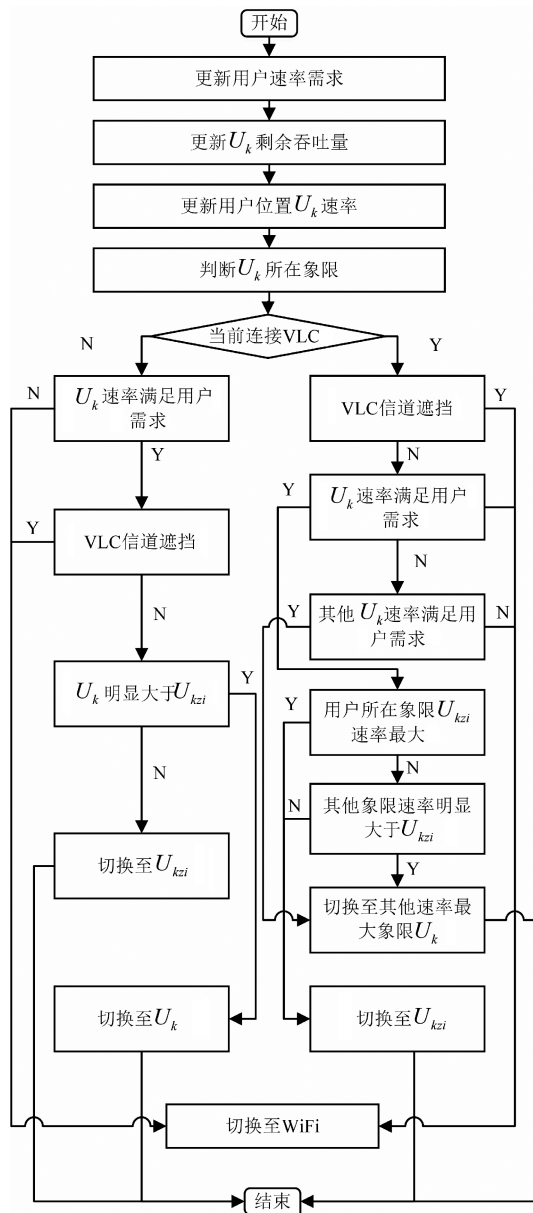 开始
更新用户速率需求
更新U_k剩余吞吐量
更新用户位置U_k速率
判断U_k所在象限
当前连接VLC
N
Y
N
U_k速率满足用户
需求
Y
VLC信道遮挡
Y
N
Y
U_k速率满足用户
需求
Y
VLC信道遮挡
N
N
Y
其他U_k速率满足用
户需求
N
U_k明显大于U_kzi
Y
Y
用户所在象限U_kzi
速率最大
N
N
N
其他象限速率明显
大于U_kzi
Y
切换至U_kzi
切换至其他速率最
大象限U_k
切换至U_k
切换至U_kzi
切换至WiFi
结束